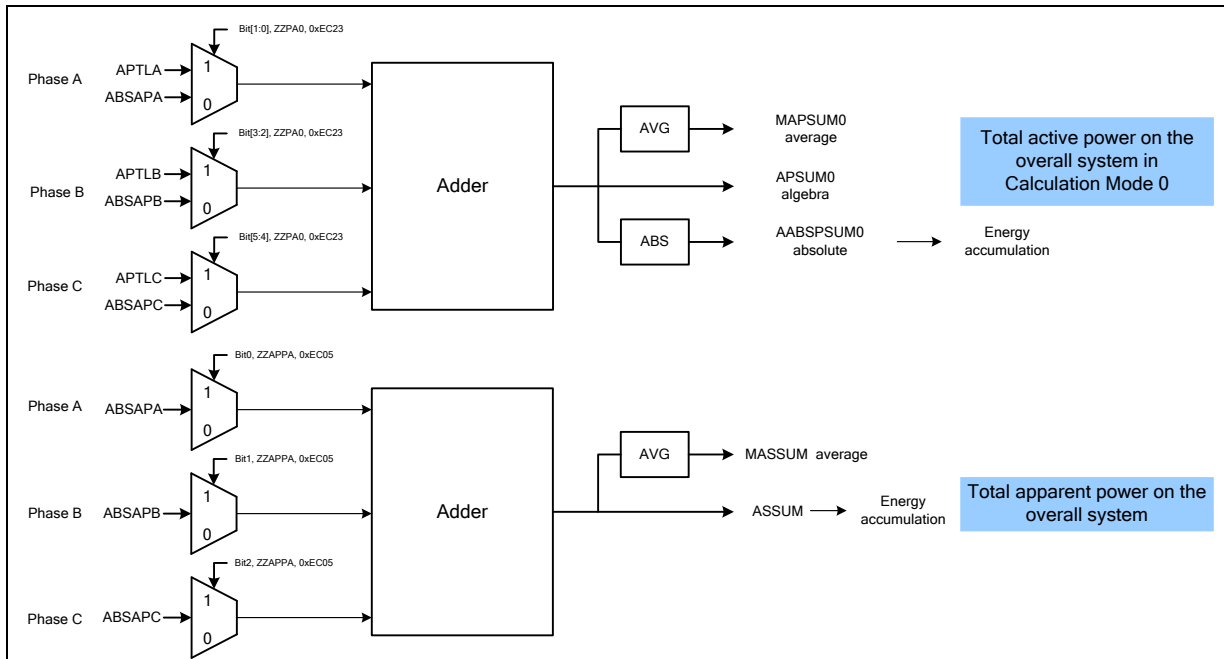 Bit[1:0], ZZPA0, 0xEC23
Phase A
APTLA
ABSAPA
1
0
Bit[3:2], ZZPA0, 0xEC23
Phase B
APTLB
ABSAPB
1
0
Bit[5:4], ZZPA0, 0xEC23
Phase C
APTLC
ABSAPC
1
0
Adder
AVG
MAPSUM0
average
APSUM0
algebra
ABS
AABSPSUM0
absolute
Energy
accumulation
Total active power on the
overall system in
Calculation Mode 0
Bit0, ZZAPPA, 0xEC05
Phase A
ABSAPA
1
0
Bit1, ZZAPPA, 0xEC05
Phase B
ABSAPB
1
0
Bit2, ZZAPPA, 0xEC05
Phase C
ABSAPC
1
0
Adder
AVG
MASSUM average
ASSUM
Energy
accumulation
Total apparent power on the
overall system